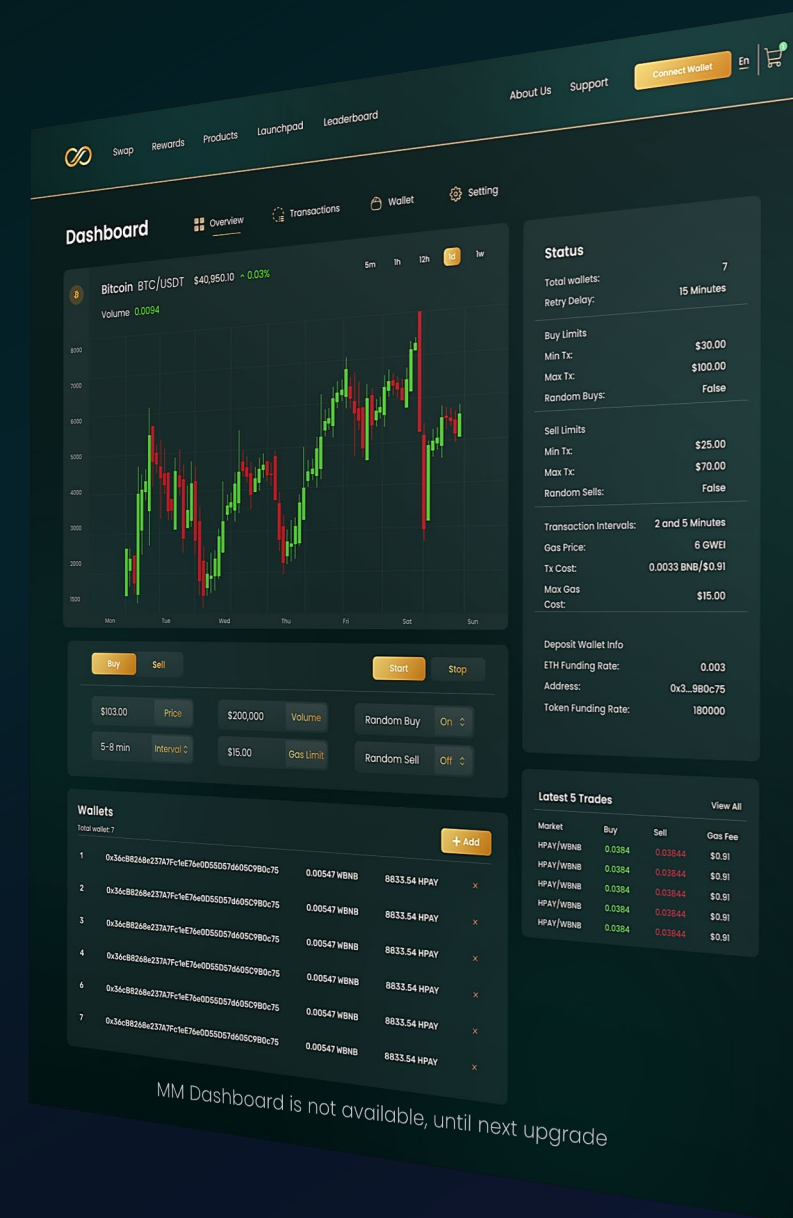 Swap Rewards Products Launchpad Leaderboard About Us Support Connect Wallet En
Dashboard Overview Transactions Wallet Setting
Bitcoin BTC/USDT $40,950.10 0.03%
5m 1h 12h 1d 1w
Volume 0.0094
8000
7000
6000
5000
4000
3000
2000
1500
Mon Tue Wed Thu Fri Sat Sun
Status
Total wallets: 7
Retry Delay: 15 Minutes
Buy Limits
Min Tx: $30.00
Max Tx: $100.00
Random Buys: False
Sell Limits
Min Tx: $25.00
Max Tx: $70.00
Random Sells: False
Transaction Intervals: 2 and 5 Minutes
Gas Price: 6 GWEI
Tx Cost: 0.0033 BNB/$0.91
Max Gas
Cost: $15.00
Deposit Wallet Info
ETH Funding Rate: 0.003
Address: 0x3...9B0c75
Token Funding Rate: 180000
Buy Sell Start Stop
$103.00 Price $200,000 Volume Random Buy On
5-8 min Interval $15.00 Gas Limit Random Sell Off
Wallets
Total wallet: 7
+ Add
1 0x36cB8268e237A7Fc1eE76e0D55D57d605C9B0c75 0.00547 WBNB 8833.54 HPAY x
2 0x36cB8268e237A7Fc1eE76e0D55D57d605C9B0c75 0.00547 WBNB 8833.54 HPAY x
3 0x36cB8268e237A7Fc1eE76e0D55D57d605C9B0c75 0.00547 WBNB 8833.54 HPAY x
4 0x36cB8268e237A7Fc1eE76e0D55D57d605C9B0c75 0.00547 WBNB 8833.54 HPAY x
6 0x36cB8268e237A7Fc1eE76e0D55D57d605C9B0c75 0.00547 WBNB 8833.54 HPAY x
7 0x36cB8268e237A7Fc1eE76e0D55D57d605C9B0c75 0.00547 WBNB 8833.54 HPAY x
Latest 5 Trades View All
Market Buy Sell Gas Fee
HPAY/WBNB 0.0384 0.03844 $0.91
HPAY/WBNB 0.0384 0.03844 $0.91
HPAY/WBNB 0.0384 0.03844 $0.91
HPAY/WBNB 0.0384 0.03844 $0.91
HPAY/WBNB 0.0384 0.03844 $0.91
MM Dashboard is not available, until next upgrade